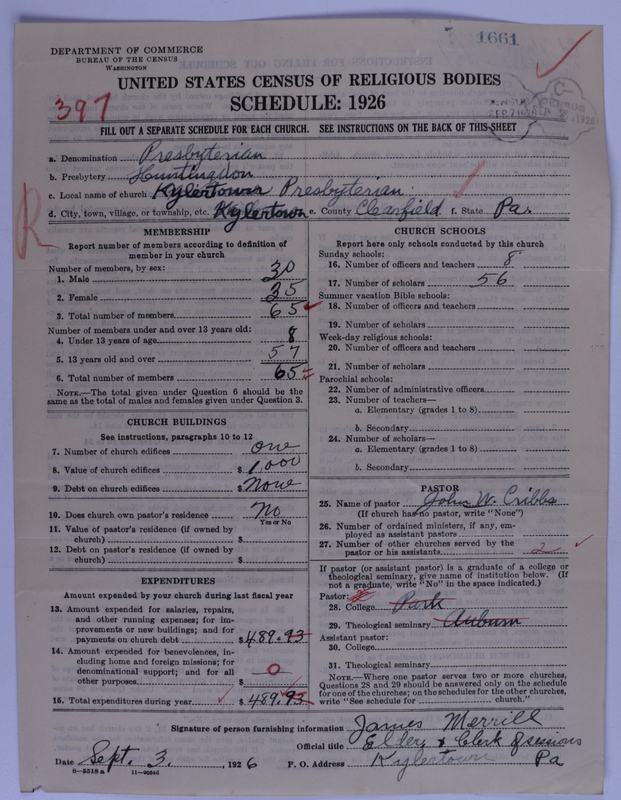 1661
DEPARTMENT OF COMMERCE
BUREAU OF THE CENSUS
WASHINGTON
UNITED STATES CENSUS OF RELIGIOUS BODIES
SCHEDULE: 1926
397
FILL OUT A SEPARATE SCHEDULE FOR EACH CHURCH. SEE INSTRUCTIONS ON THE BACK OF THIS SHEET
a. Denomination Presbyterian
b. Presbytery Huntingdon
c. Local name of church Kylertown Presbyterian
d. City, town, village, or township, etc. Kylertown e. County Clearfield f. State Pa.
R
MEMBERSHIP
Report number of members according to definition of
member in your church
Number of members, by sex:
1. Male 30
2. Female 35
3. Total number of members 65
Number of members under and over 13 years old:
4. Under 13 years of age 8
5. 13 years old and over 57
6. Total number of members 65
NOTE.—The total given under Question 6 should be the
same as the total of males and females given under Question 3.
CHURCH BUILDINGS
See instructions, paragraphs 10 to 12
7. Number of church edifices one
8. Value of church edifices $ 1,000
9. Debt on church edifices $ None
10. Does church own pastor's residence No
Yes or No
11. Value of pastor's residence (if owned by
church) $
12. Debt on pastor's residence (if owned by
church) $
EXPENDITURES
Amount expended by your church during last fiscal year
13. Amount expended for salaries, repairs,
and other running expenses; for im-
provements or new buildings; and for
payments on church debt $ 489.93
14. Amount expended for benevolences, in-
cluding home and foreign missions; for
denominational support; and for all
other purposes $ 0
15. Total expenditures during year $ 489.93
CHURCH SCHOOLS
Report here only schools conducted by this church
Sunday schools:
16. Number of officers and teachers 8
17. Number of scholars 56
Summer vacation Bible schools:
18. Number of officers and teachers
19. Number of scholars
Week-day religious schools:
20. Number of officers and teachers
21. Number of scholars
Parochial schools:
22. Number of administrative officers
23. Number of teachers—
a. Elementary (grades 1 to 8)
b. Secondary
24. Number of scholars—
a. Elementary (grades 1 to 8)
b. Secondary
PASTOR
25. Name of pastor John W. Cribbs
(If church has no pastor, write "None")
26. Number of ordained ministers, if any, em-
ployed as assistant pastors
27. Number of other churches served by the
pastor or his assistants 2
If pastor (or assistant pastor) is a graduate of a college or
theological seminary, give name of institution below. (If
not a graduate, write "No" in the space indicated.)
Pastor:
28. College Park
29. Theological seminary Auburn
Assistant pastor:
30. College
31. Theological seminary
NOTE.—Where one pastor serves two or more churches,
Questions 28 and 29 should be answered only on the schedule
for one of the churches; on the schedules for the other churches,
write "See schedule for church."
Signature of person furnishing information James Merrill
Official title Elder & Clerk of sessions
Date Sept. 3, 1926 P. O. Address Kylertown Pa
8—5518a